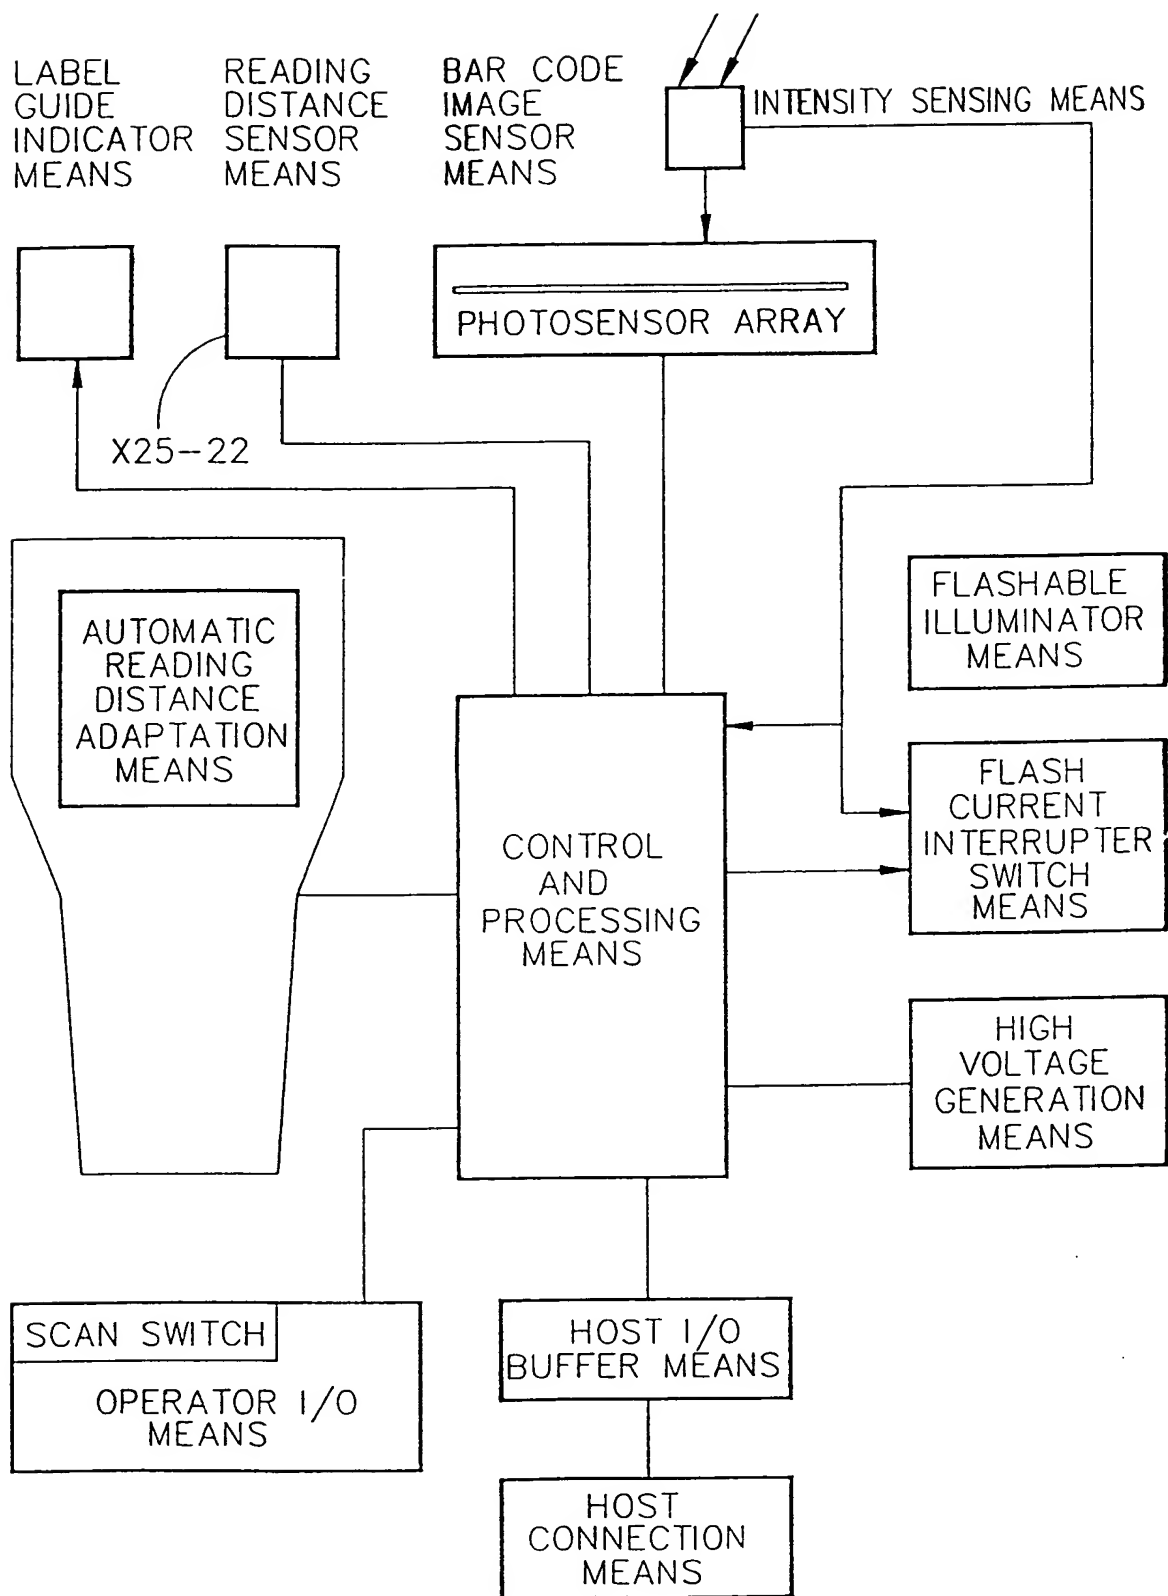 LABEL
GUIDE
INDICATOR
MEANS
READING
DISTANCE
SENSOR
MEANS
BAR CODE
IMAGE
SENSOR
MEANS
INTENSITY SENSING MEANS
PHOTOSENSOR ARRAY
X25-22
AUTOMATIC
READING
DISTANCE
ADAPTATION
MEANS
FLASHABLE
ILLUMINATOR
MEANS
CONTROL
AND
PROCESSING
MEANS
FLASH
CURRENT
INTERRUPTER
SWITCH
MEANS
HIGH
VOLTAGE
GENERATION
MEANS
SCAN SWITCH
OPERATOR I/O
MEANS
HOST I/O
BUFFER MEANS
HOST
CONNECTION
MEANS